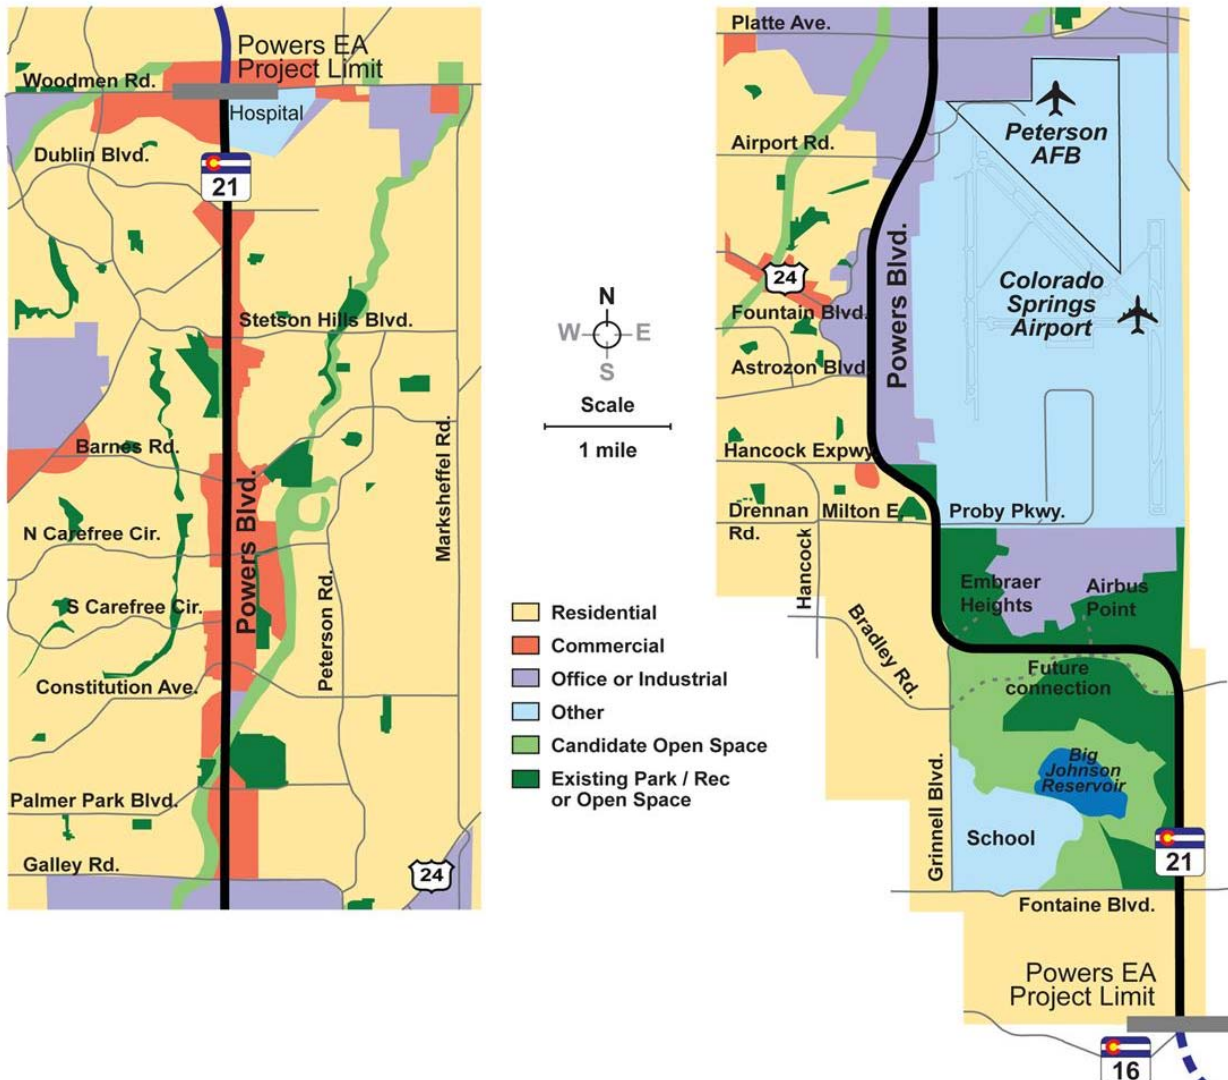 Powers EA
Project Limit
Woodmen Rd.
Hospital
Dublin Blvd.
21
Stetson Hills Blvd.
Barnes Rd.
Powers Blvd.
Marksheffel Rd.
N Carefree Cir.
S Carefree Cir.
Peterson Rd.
Constitution Ave.
Palmer Park Blvd.
Galley Rd.
24
N
W
E
S
Scale
1 mile
Residential
Commercial
Office or Industrial
Other
Candidate Open Space
Existing Park / Rec
or Open Space
Platte Ave.
Peterson
AFB
Airport Rd.
Powers Blvd.
24
Colorado
Springs
Airport
Fountain Blvd.
Astrozon Blvd.
Hancock Expwy
Drennan
Rd.
Milton E.
Proby Pkwy.
Hancock
Embraer
Heights
Airbus
Point
Bradley Rd.
Future
connection
Big
Johnson
Reservoir
Grinnell Blvd.
School
21
Fontaine Blvd.
Powers EA
Project Limit
16